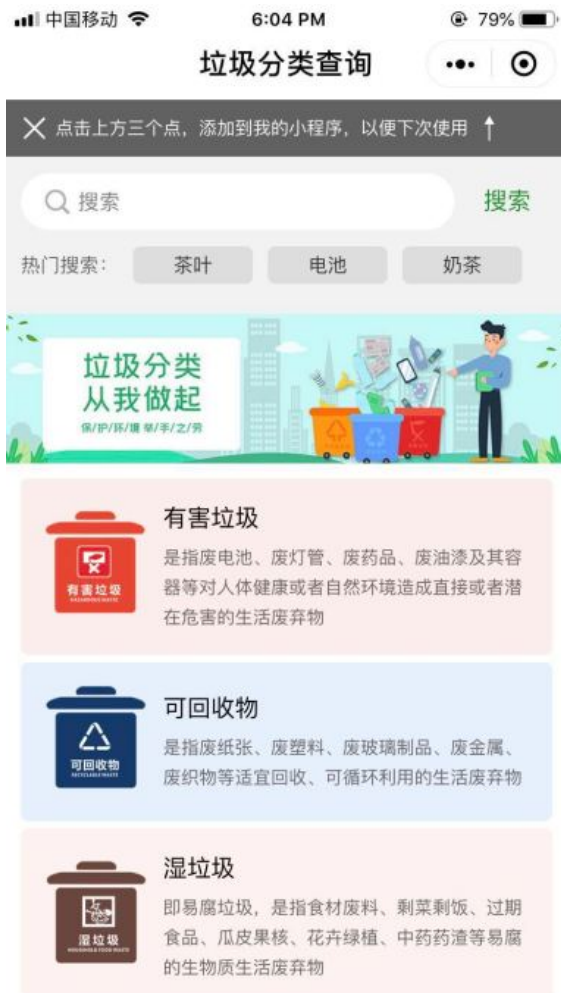 中国移动 6:04 PM 79%
垃圾分类查询
点击上方三个点，添加到我的小程序，以便下次使用
搜索 搜索
热门搜索： 茶叶 电池 奶茶
垃圾分类
从我做起
保/护/环/境 举/手/之/劳
有害垃圾
是指废电池、废灯管、废药品、废油漆及其容
器等对人体健康或者自然环境造成直接或者潜
在危害的生活废弃物
有害垃圾
HAZARDOUS WASTE
可回收物
是指废纸张、废塑料、废玻璃制品、废金属、
废织物等适宜回收、可循环利用的生活废弃物
可回收物
RECYCLABLE WASTE
湿垃圾
即易腐垃圾，是指食材废料、剩菜剩饭、过期
食品、瓜皮果核、花卉绿植、中药药渣等易腐
的生物质生活废弃物
湿垃圾
HOUSEHOLD FOOD WASTE